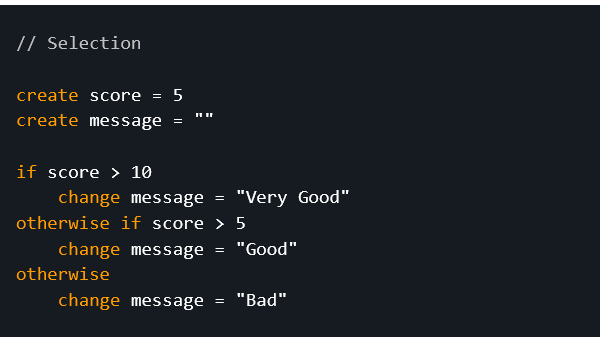 // Selection
create score = 5
create message = ""
if score > 10
    change message = "Very Good"
otherwise if score > 5
    change message = "Good"
otherwise
    change message = "Bad"